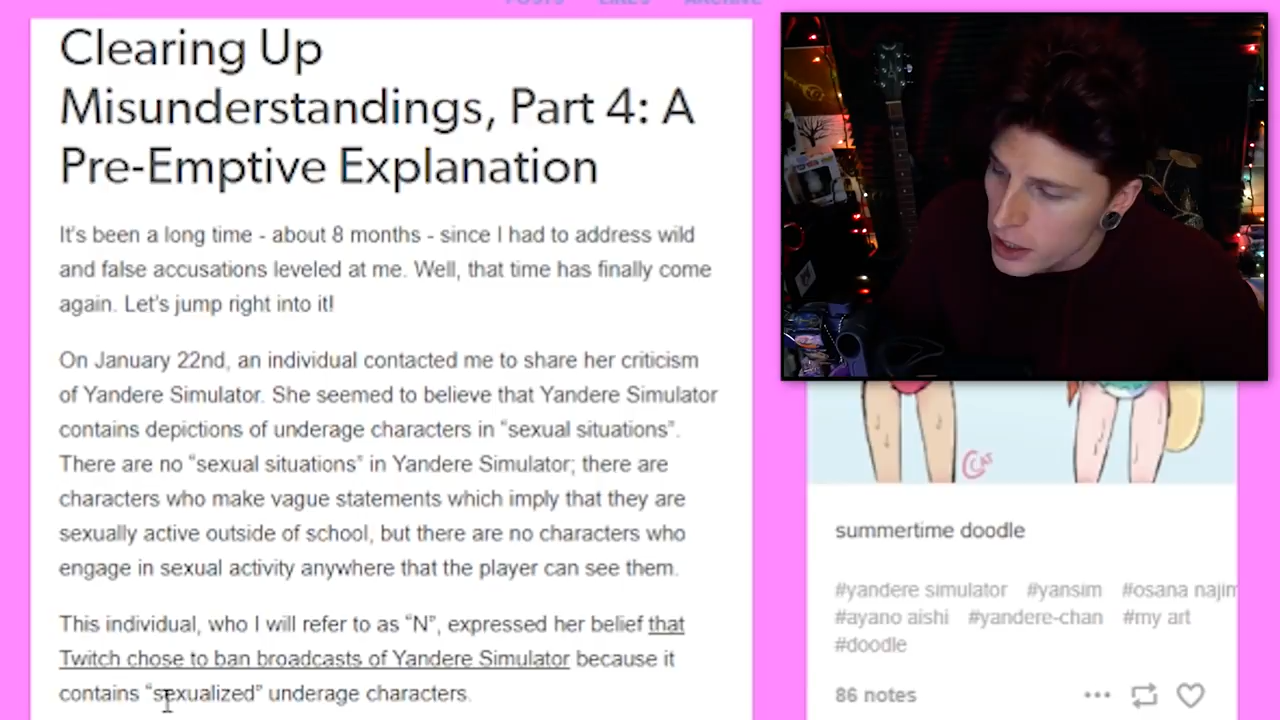 Clearing Up
Misunderstandings, Part 4: A
Pre-Emptive Explanation
It's been a long time - about 8 months - since I had to address wild
and false accusations leveled at me. Well, that time has finally come
again. Let's jump right into it!
On January 22nd, an individual contacted me to share her criticism
of Yandere Simulator. She seemed to believe that Yandere Simulator
contains depictions of underage characters in “sexual situations”.
There are no “sexual situations” in Yandere Simulator; there are
characters who make vague statements which imply that they are
sexually active outside of school, but there are no characters who
engage in sexual activity anywhere that the player can see them.
This individual, who I will refer to as “N”, expressed her belief that
Twitch chose to ban broadcasts of Yandere Simulator because it
contains “sexualized” underage characters.
POSTS LIKES ARCHIVE
summertime doodle
#yandere simulator #yansim #osana najim
#ayano aishi #yandere-chan #my art
#doodle
86 notes